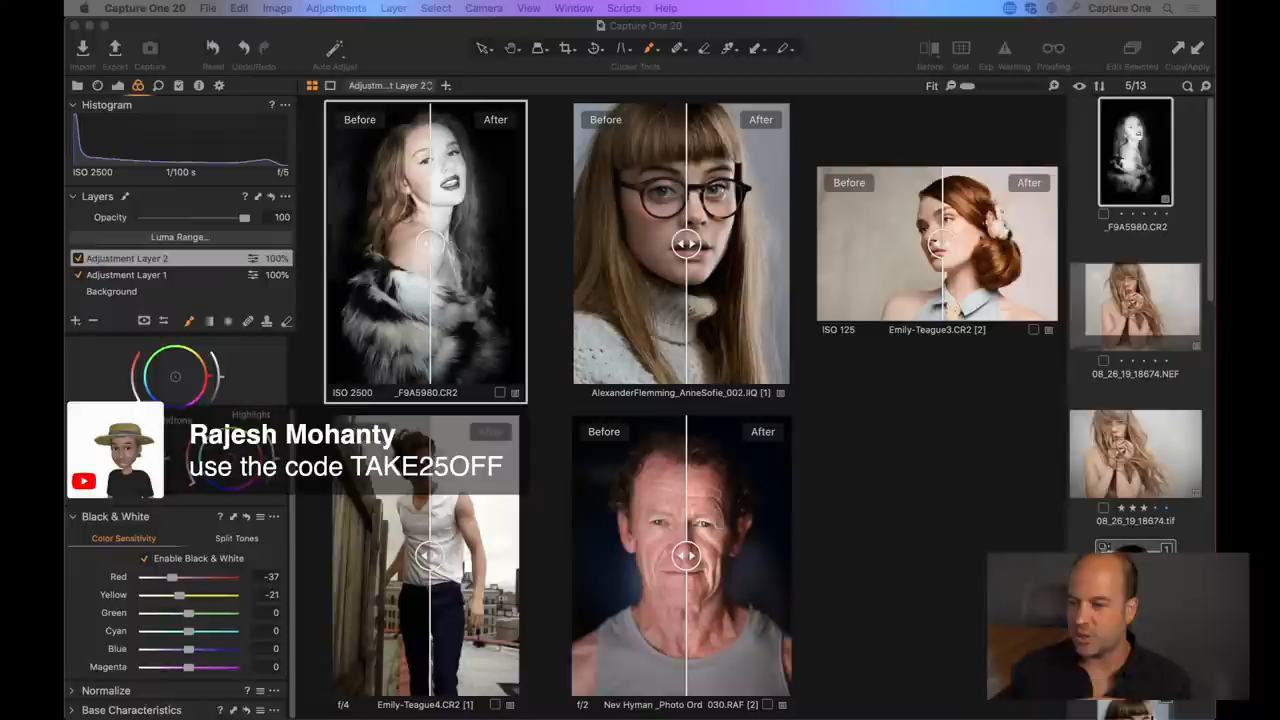 Capture One 20 File Edit Image Adjustments Layer Select Camera View Window Scripts Help Capture One
Capture One 20
Import Export Capture Reset Undo/Redo Auto Adjust Cursor Tools Before Grid Exp. Warning Proofing Edit Selected Copy/Apply
Adjustm...t Layer 2 Fit 5/13
Histogram
ISO 2500 1/100 s f/5
Layers
Opacity 100
Luma Range...
Adjustment Layer 2 100%
Adjustment Layer 1 100%
Background
Highlight
Rajesh Mohanty
use the code TAKE25OFF
Black & White
Color Sensitivity Split Tones
Enable Black & White
Red -37
Yellow -21
Green 0
Cyan 0
Blue 0
Magenta 0
Normalize
Base Characteristics
Before After
ISO 2500 _F9A5980.CR2
Before After
AlexanderFlemming_AnneSofie_002.IIQ [1]
Before After
ISO 125 Emily-Teague3.CR2 [2]
After
f/4 Emily-Teague4.CR2 [1]
Before After
f/2 Nev Hyman _Photo Ord 030.RAF [2]
_F9A5980.CR2
08_26_19_18674.NEF
08_26_19_18674.tif
1